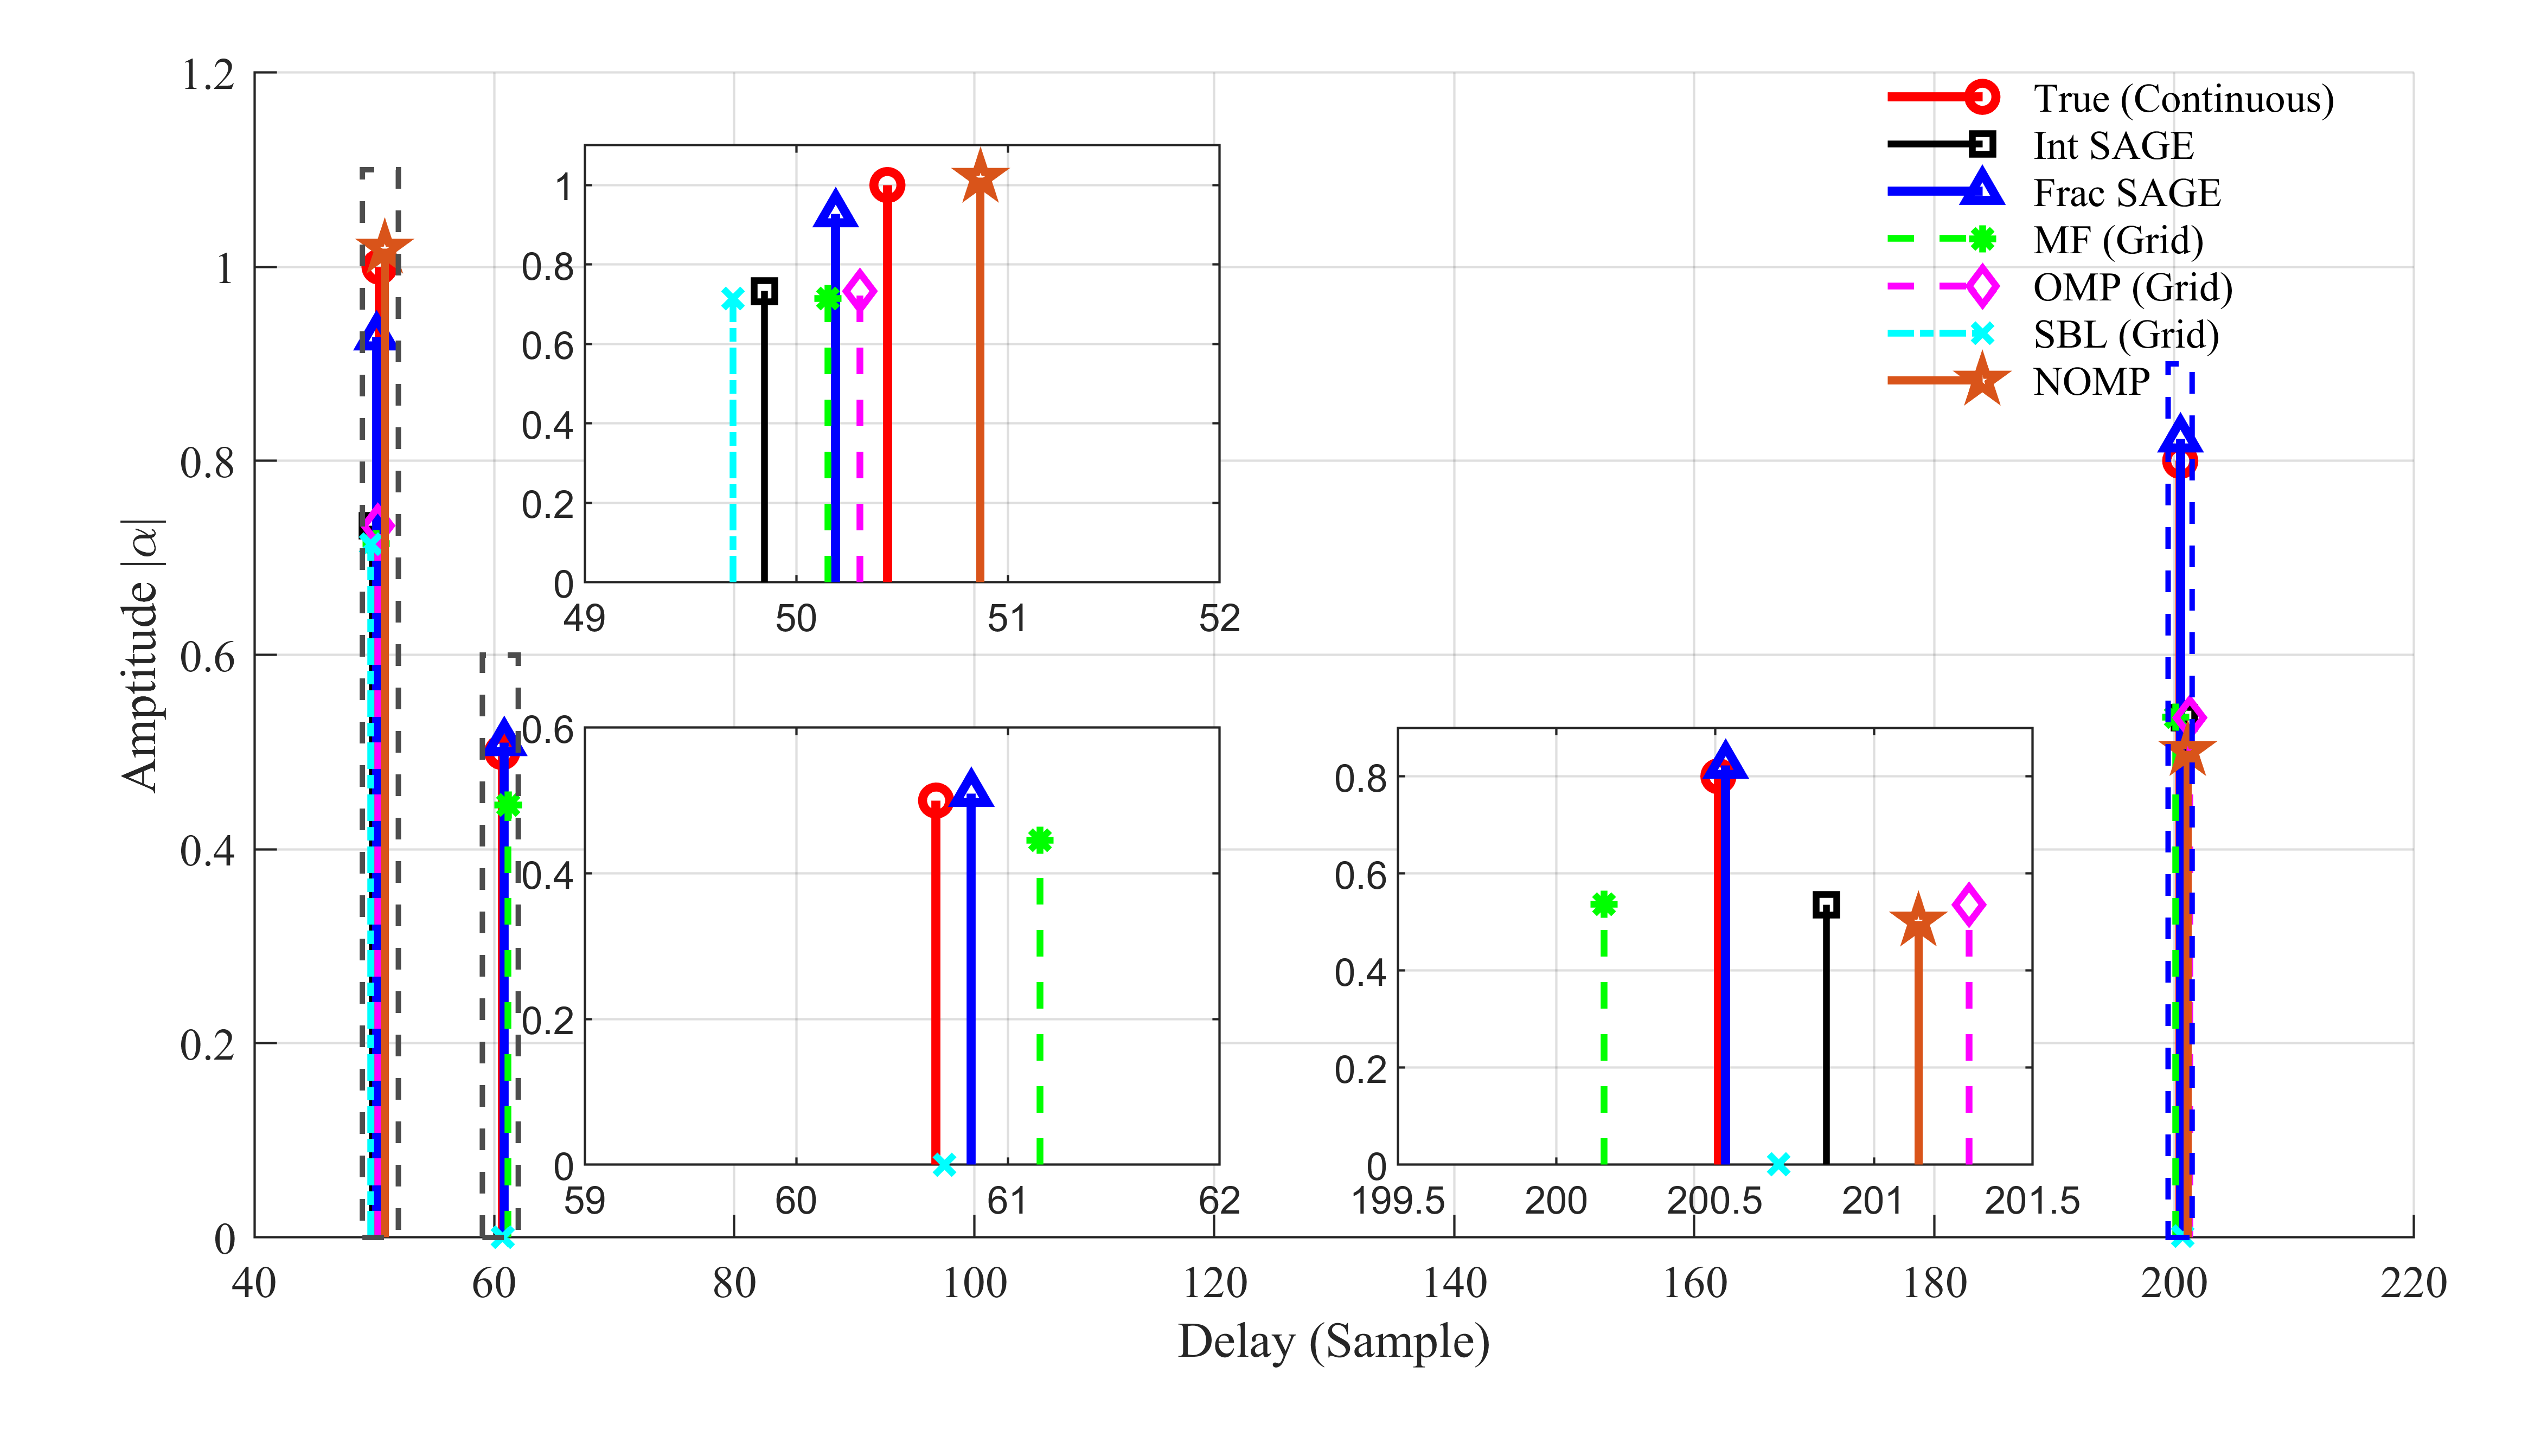 1.2
1
0.8
0.6
0.4
0.2
0
Amptitude |α|
40 60 80 100 120 140 160 180 200 220
Delay (Sample)
True (Continuous)
Int SAGE
Frac SAGE
MF (Grid)
OMP (Grid)
SBL (Grid)
NOMP
1
0.8
0.6
0.4
0.2
0
49 50 51 52
0.6
0.4
0.2
0
59 60 61 62
0.8
0.6
0.4
0.2
0
199.5 200 200.5 201 201.5